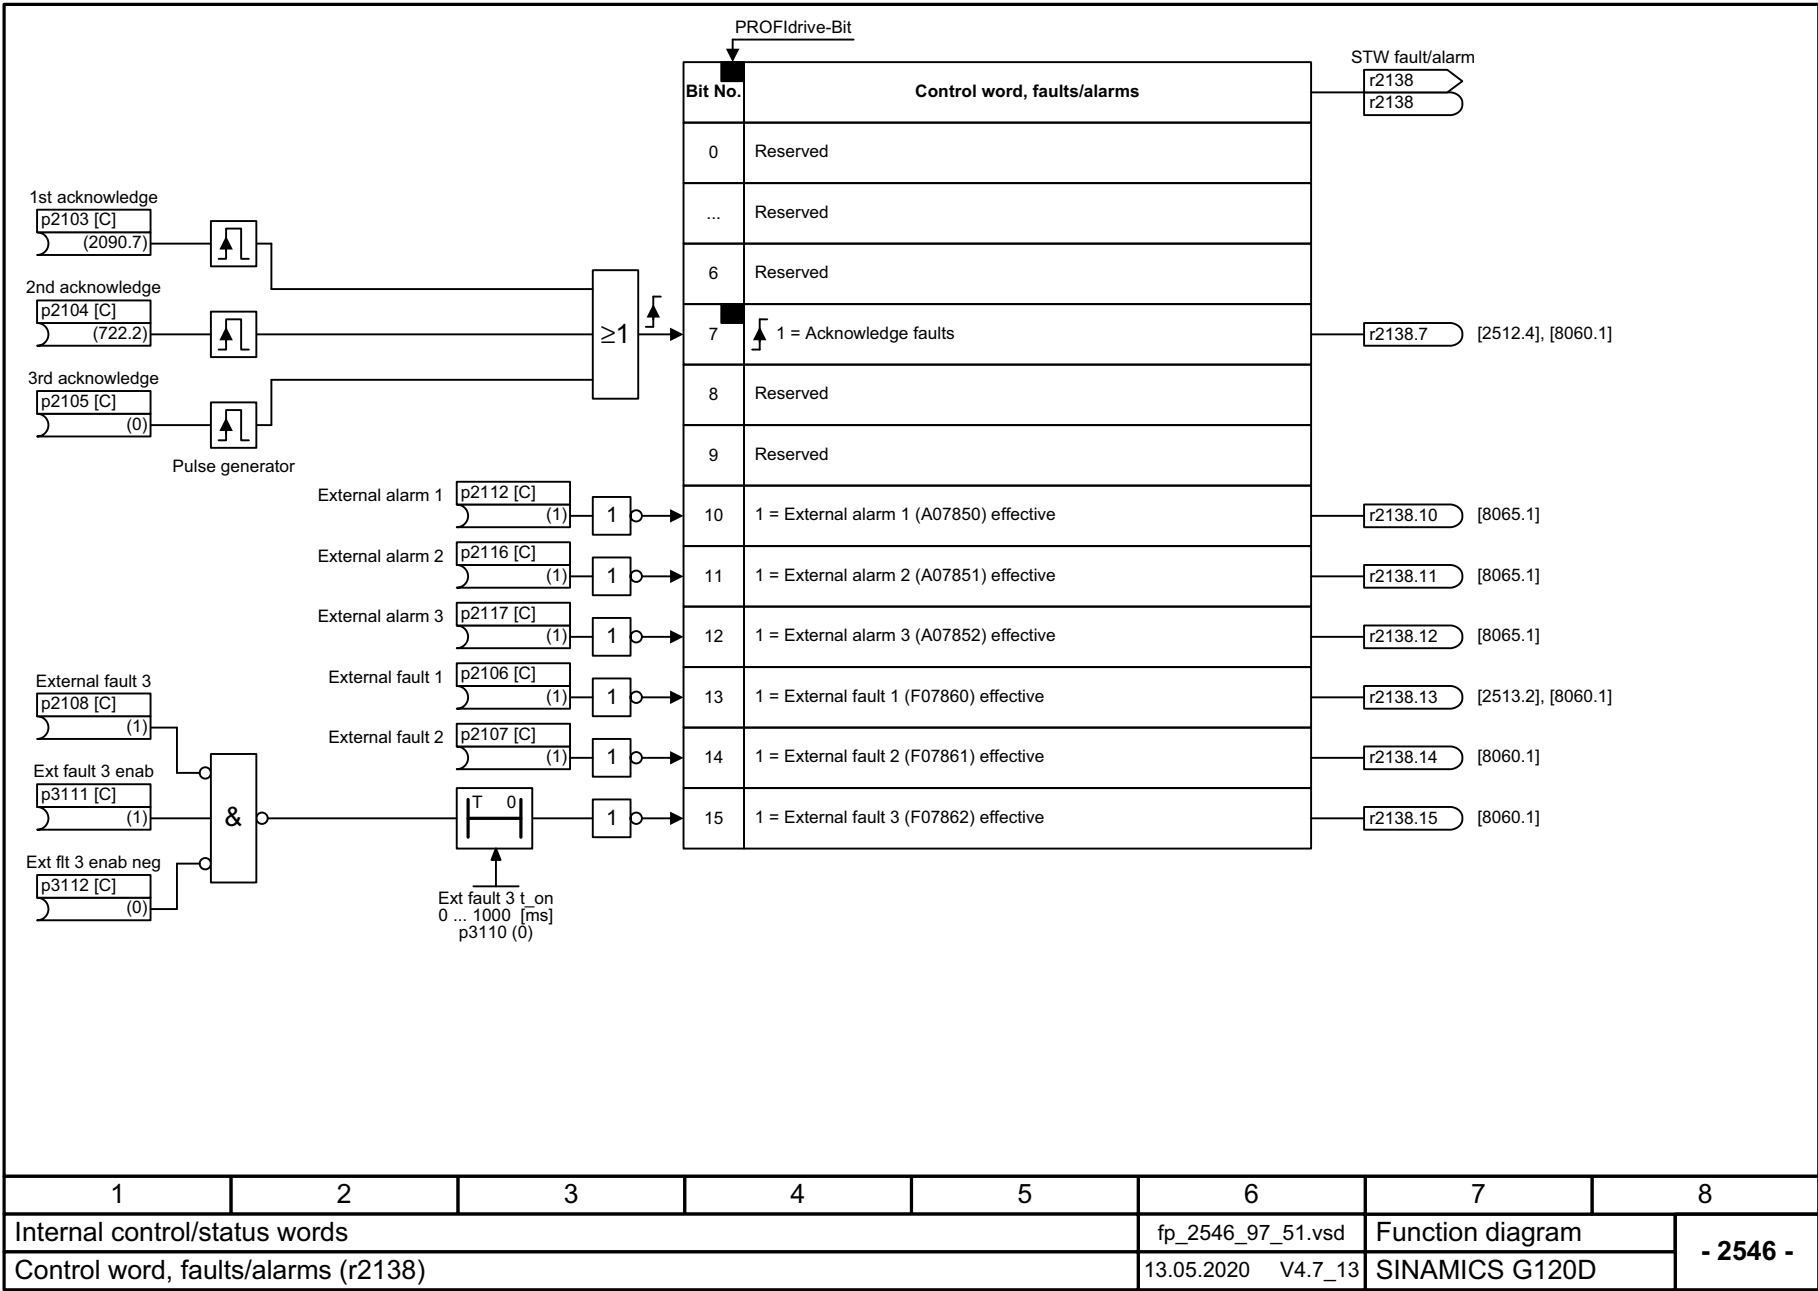 PROFIdrive-Bit
STW fault/alarm
r2138
r2138
Bit No.
Control word, faults/alarms
0
Reserved
...
Reserved
6
Reserved
1st acknowledge
p2103 [C]
(2090.7)
2nd acknowledge
p2104 [C]
(722.2)
3rd acknowledge
p2105 [C]
(0)
Pulse generator
≥1
7
1 = Acknowledge faults
r2138.7
[2512.4], [8060.1]
8
Reserved
9
Reserved
External alarm 1
p2112 [C]
(1)
1
10
1 = External alarm 1 (A07850) effective
r2138.10
[8065.1]
External alarm 2
p2116 [C]
(1)
1
11
1 = External alarm 2 (A07851) effective
r2138.11
[8065.1]
External alarm 3
p2117 [C]
(1)
1
12
1 = External alarm 3 (A07852) effective
r2138.12
[8065.1]
External fault 1
p2106 [C]
(1)
1
13
1 = External fault 1 (F07860) effective
r2138.13
[2513.2], [8060.1]
External fault 2
p2107 [C]
(1)
1
14
1 = External fault 2 (F07861) effective
r2138.14
[8060.1]
External fault 3
p2108 [C]
(1)
Ext fault 3 enab
p3111 [C]
(1)
Ext flt 3 enab neg
p3112 [C]
(0)
&
T 0
Ext fault 3 t_on
0 ... 1000 [ms]
p3110 (0)
1
15
1 = External fault 3 (F07862) effective
r2138.15
[8060.1]
1 2 3 4 5 6 7 8
Internal control/status words
fp_2546_97_51.vsd
Function diagram
- 2546 -
Control word, faults/alarms (r2138)
13.05.2020 V4.7_13
SINAMICS G120D